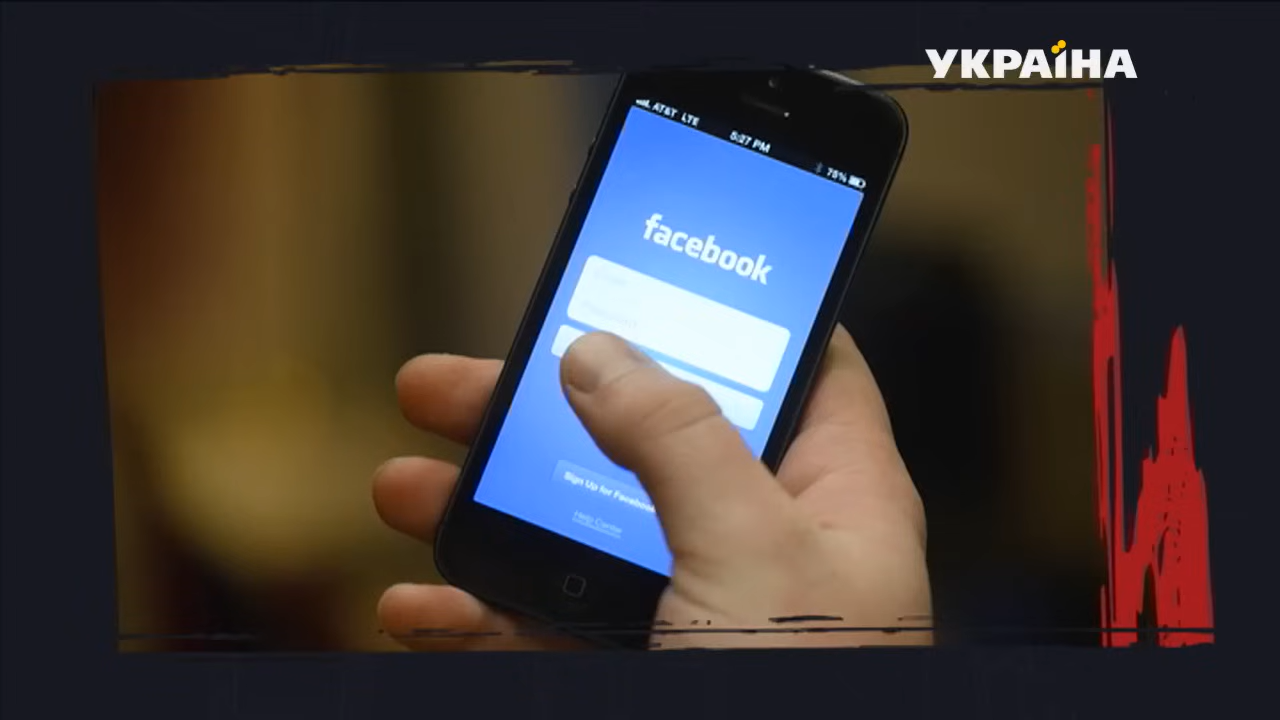 УКРАЇНА
AT&T LTE
5:27 PM
75%
facebook
Sign Up for Facebook
Help Center